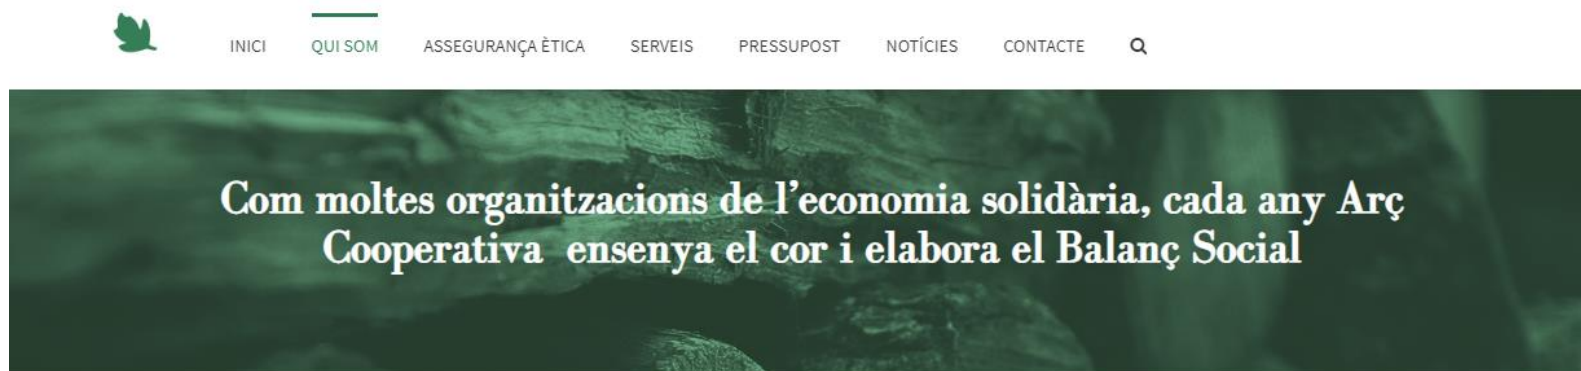 INICI QUI SOM ASSEGURANÇA ÈTICA SERVEIS PRESSUPOST NOTÍCIES CONTACTE
Com moltes organitzacions de l’economia solidària, cada any Arç
Cooperativa  ensenya el cor i elabora el Balanç Social